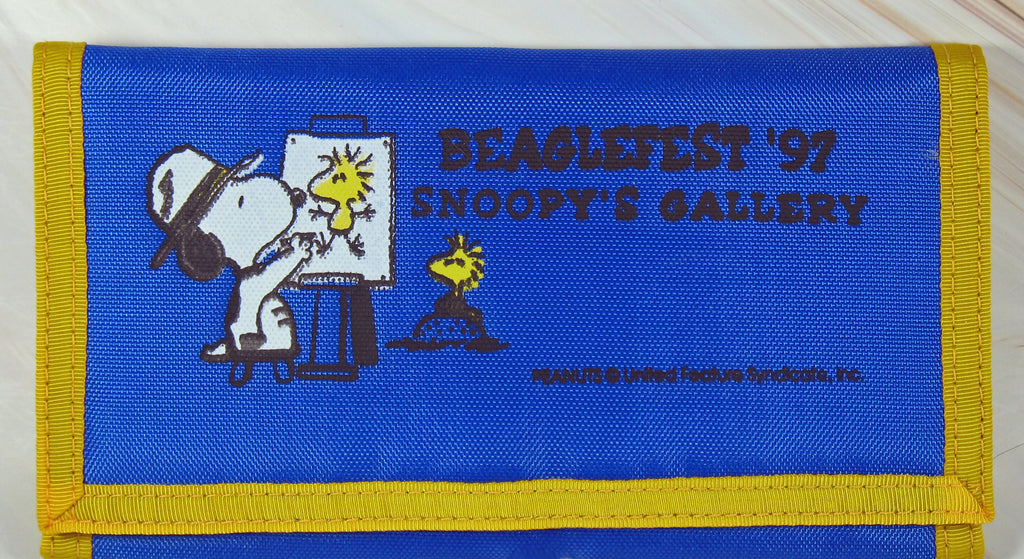 BEAGLEFEST '97
SNOOPY'S GALLERY
PEANUTS © United Feature Syndicate, Inc.